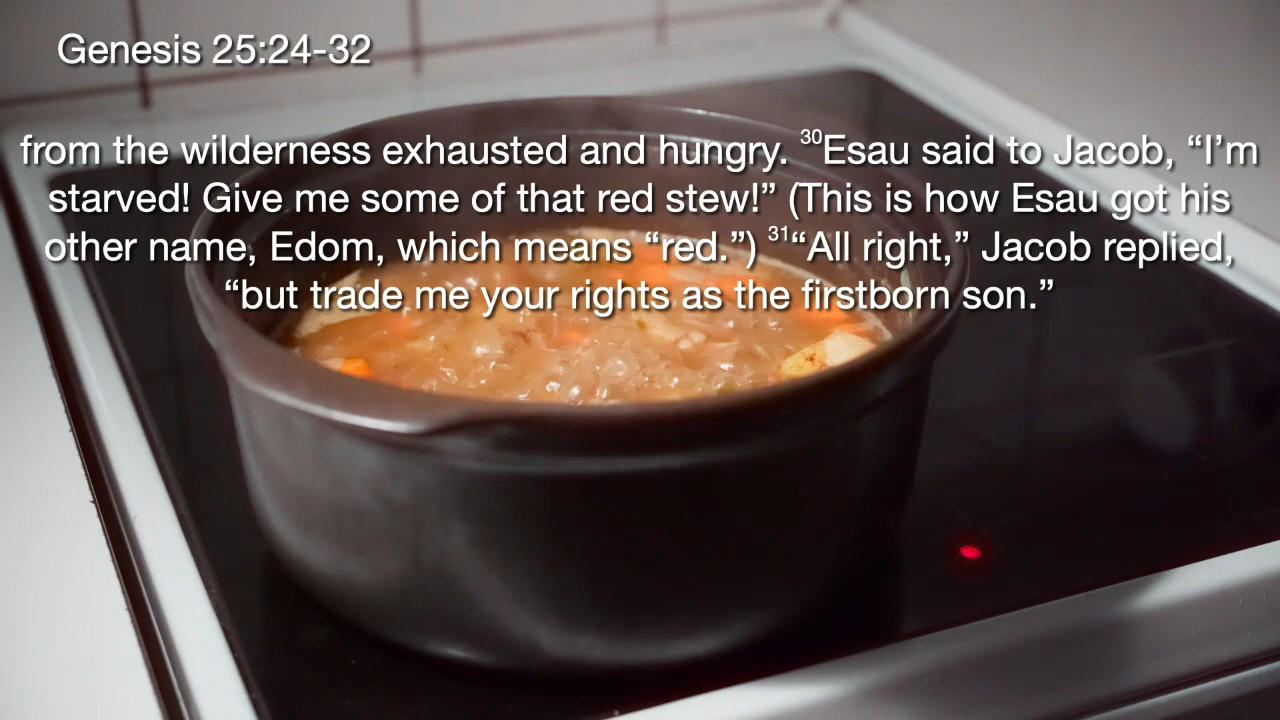 Genesis 25:24-32
from the wilderness exhausted and hungry. ³⁰Esau said to Jacob, “I’m
starved! Give me some of that red stew!” (This is how Esau got his
other name, Edom, which means “red.”) ³¹“All right,” Jacob replied,
“but trade me your rights as the firstborn son.”